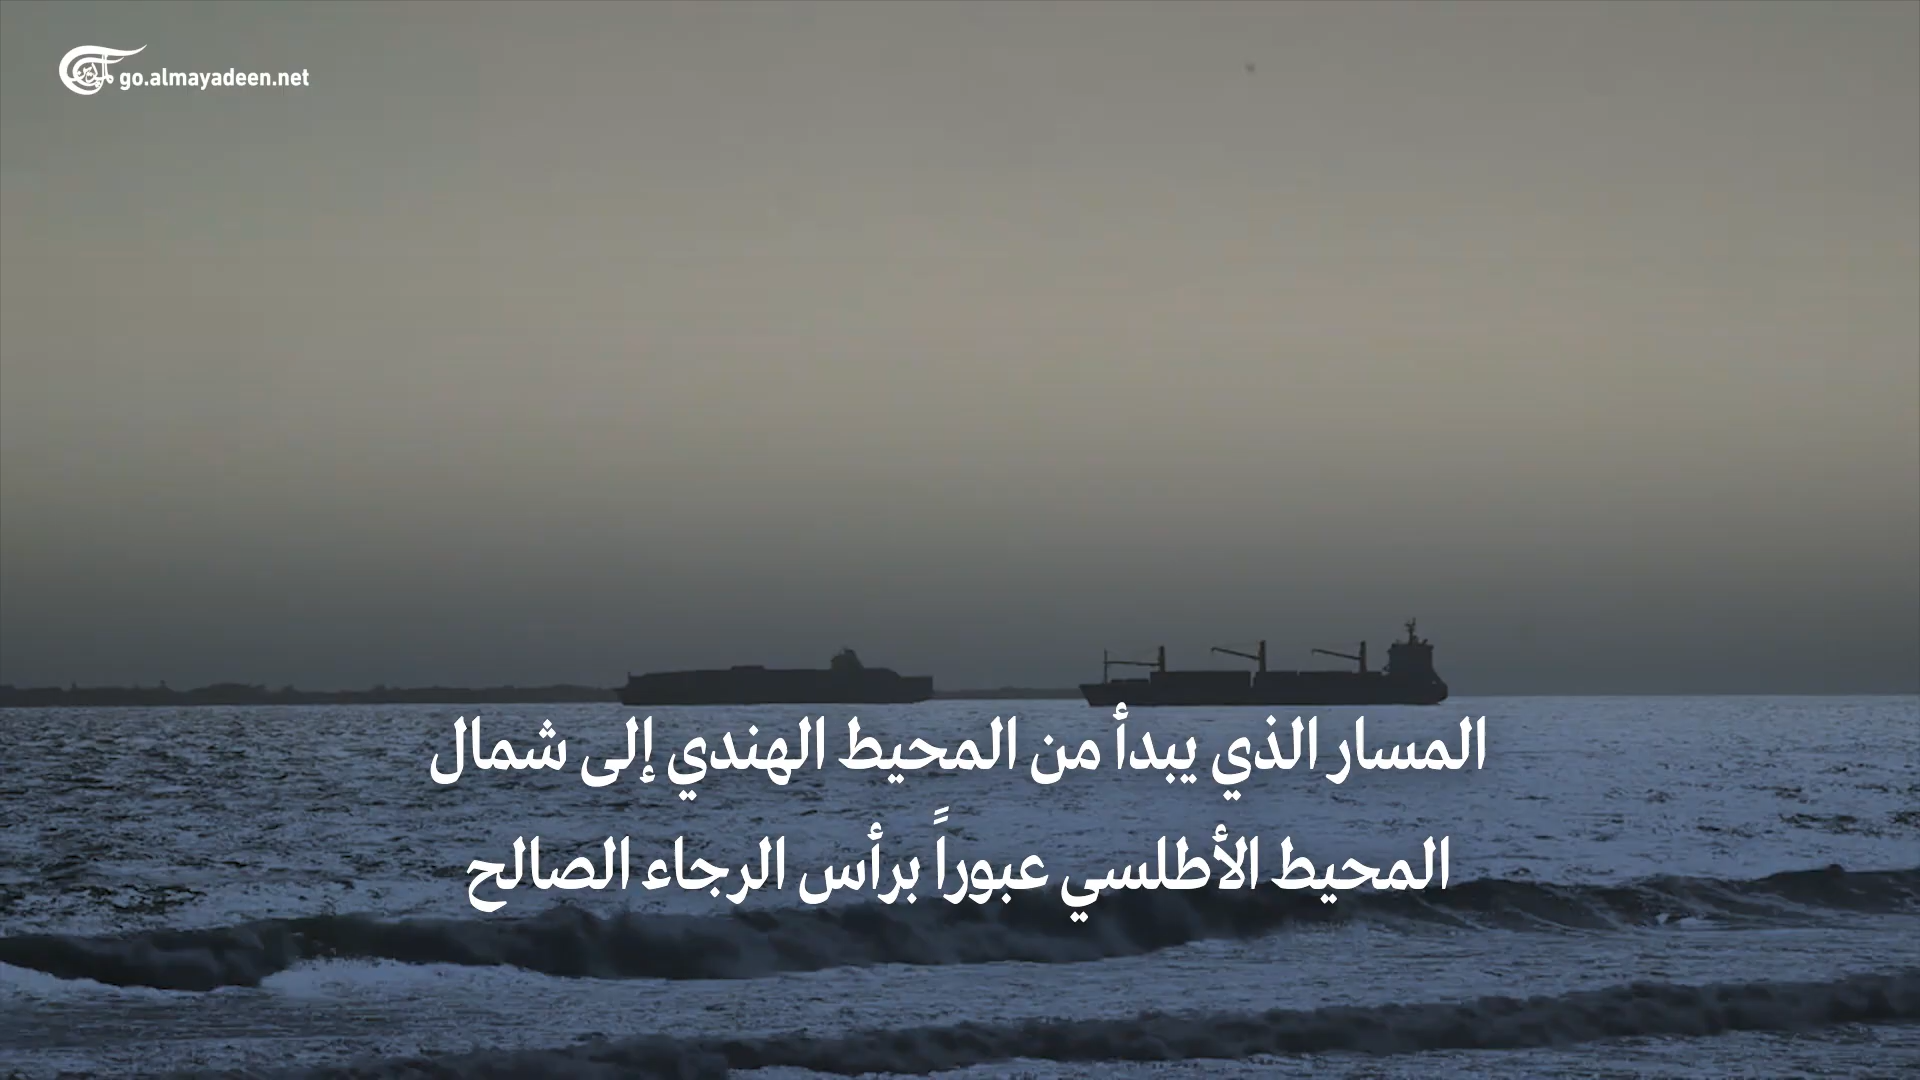 go.almayadeen.net
المسار الذي يبدأ من المحيط الهندي إلى شمال
المحيط الأطلسي عبوراً برأس الرجاء الصالح